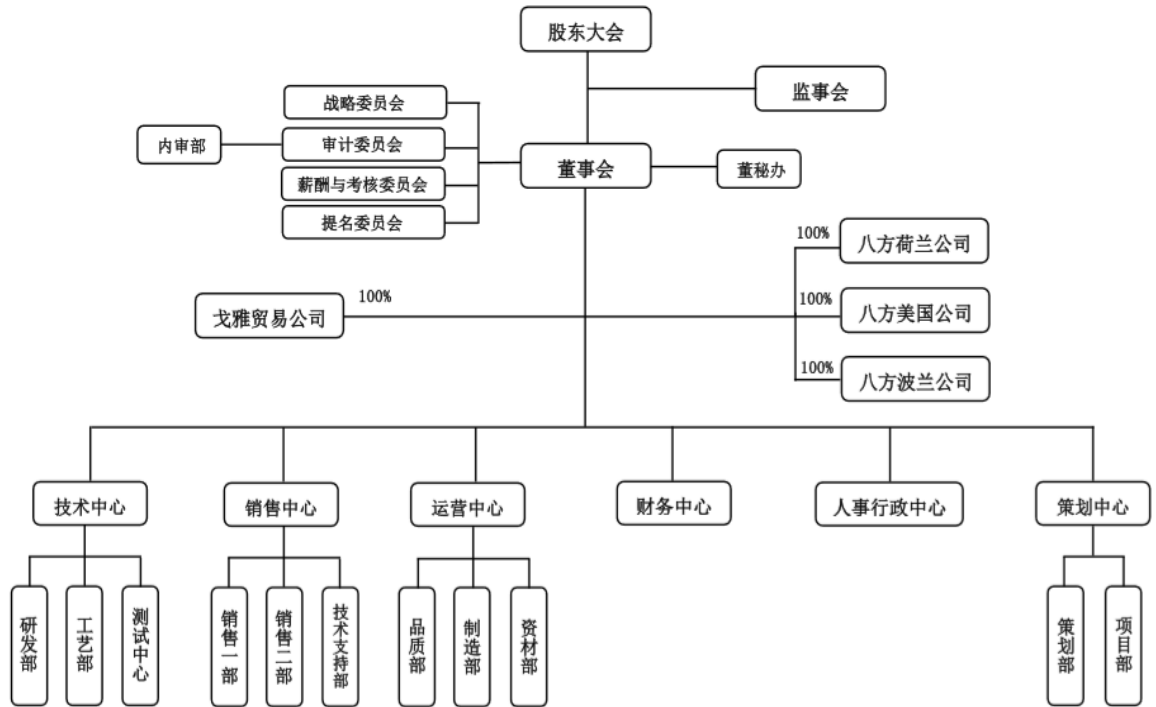 股东大会
监事会
战略委员会
内审部
审计委员会
董事会
董秘办
薪酬与考核委员会
提名委员会
100%
八方荷兰公司
100%
戈雅贸易公司
100%
八方美国公司
100%
八方波兰公司
技术中心
销售中心
运营中心
财务中心
人事行政中心
策划中心
研发部
工艺部
测试中心
销售一部
销售二部
技术支持部
品质部
制造部
资材部
策划部
项目部